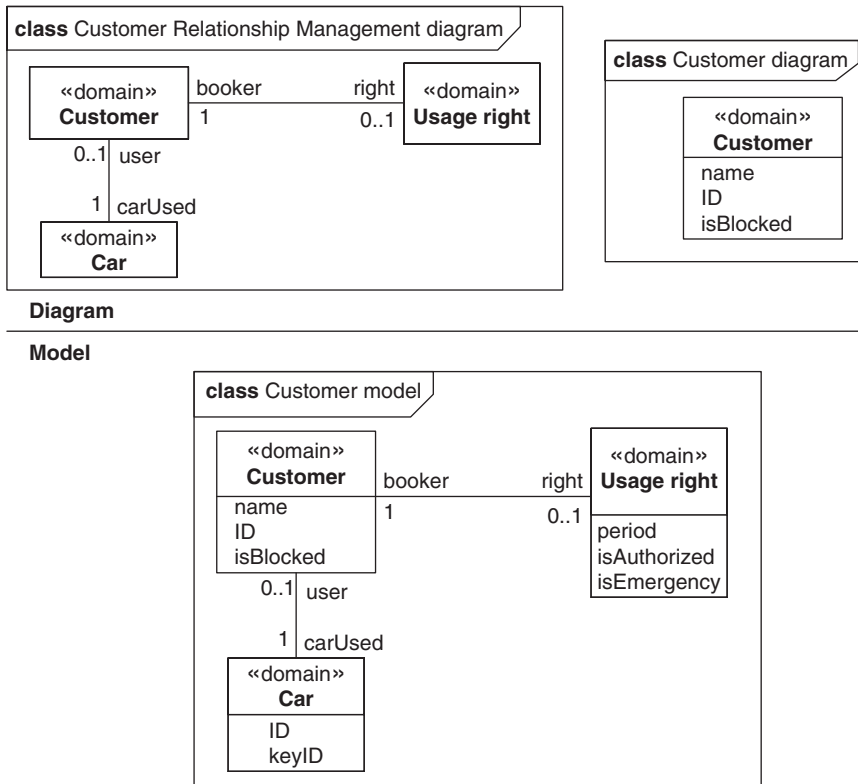 class Customer Relationship Management diagram
«domain»
Customer
booker
1
right
0..1
«domain»
Usage right
0..1 user
1 carUsed
«domain»
Car
class Customer diagram
«domain»
Customer
name
ID
isBlocked
Diagram
Model
class Customer model
«domain»
Customer
name
ID
isBlocked
booker
1
right
0..1
«domain»
Usage right
period
isAuthorized
isEmergency
0..1 user
1 carUsed
«domain»
Car
ID
keyID